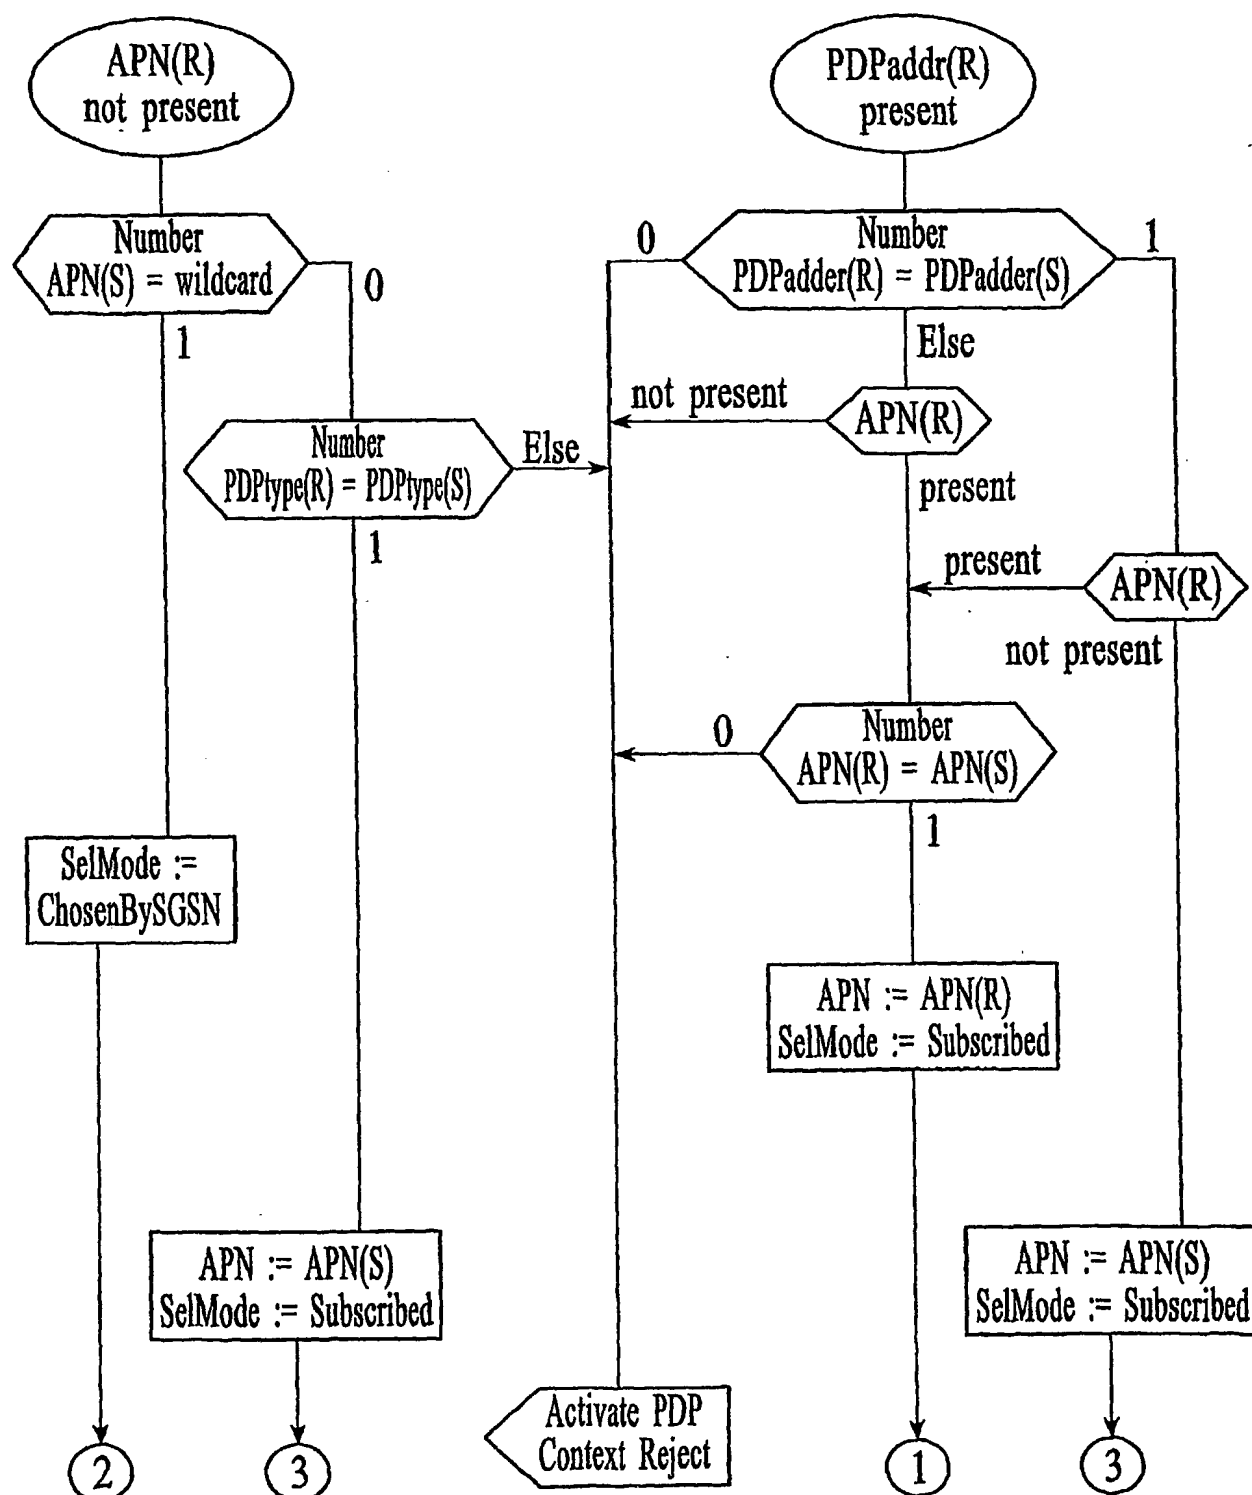 APN(R)
not present
Number
APN(S) = wildcard
0
1
Number
PDPtype(R) = PDPtype(S)
Else
1
SelMode :=
ChosenBySGSN
APN := APN(S)
SelMode := Subscribed
2
3
PDPaddr(R)
present
Number
PDPadder(R) = PDPadder(S)
0
1
Else
not present
APN(R)
present
present
APN(R)
not present
Number
APN(R) = APN(S)
0
1
APN := APN(R)
SelMode := Subscribed
APN := APN(S)
SelMode := Subscribed
Activate PDP
Context Reject
1
3